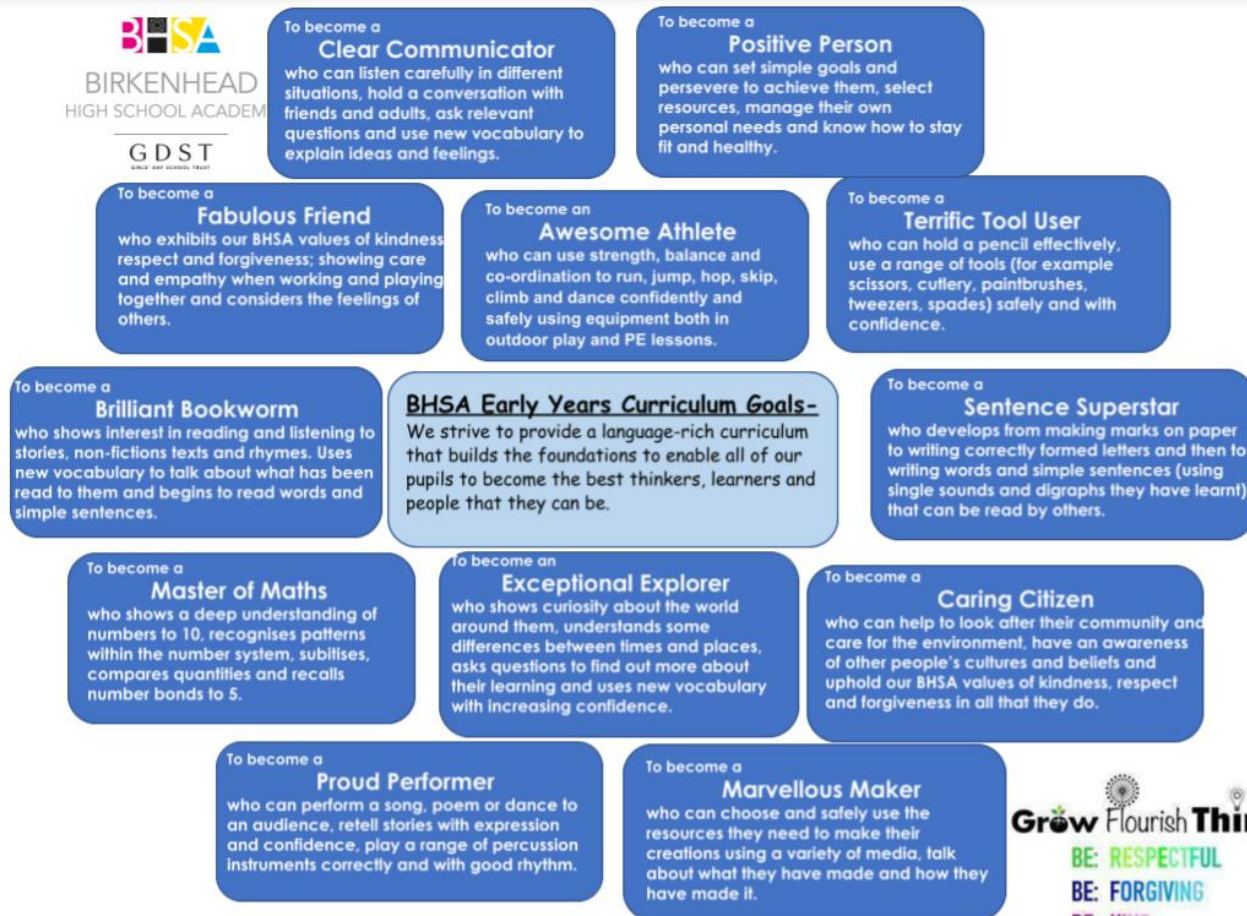 BHSA
BIRKENHEAD
HIGH SCHOOL ACADEM
GDST
GIRLS' DAY SCHOOL TRUST
To become a
Clear Communicator
who can listen carefully in different
situations, hold a conversation with
friends and adults, ask relevant
questions and use new vocabulary to
explain ideas and feelings.
To become a
Positive Person
who can set simple goals and
persevere to achieve them, select
resources, manage their own
personal needs and know how to stay
fit and healthy.
To become a
Fabulous Friend
who exhibits our BHSA values of kindness
respect and forgiveness; showing care
and empathy when working and playing
together and considers the feelings of
others.
To become an
Awesome Athlete
who can use strength, balance and
co-ordination to run, jump, hop, skip,
climb and dance confidently and
safely using equipment both in
outdoor play and PE lessons.
To become a
Terrific Tool User
who can hold a pencil effectively,
use a range of tools (for example
scissors, cutlery, paintbrushes,
tweezers, spades) safely and with
confidence.
To become a
Brilliant Bookworm
who shows interest in reading and listening to
stories, non-fictions texts and rhymes. Uses
new vocabulary to talk about what has been
read to them and begins to read words and
simple sentences.
BHSA Early Years Curriculum Goals-
We strive to provide a language-rich curriculum
that builds the foundations to enable all of our
pupils to become the best thinkers, learners and
people that they can be.
To become a
Sentence Superstar
who develops from making marks on paper
to writing correctly formed letters and then to
writing words and simple sentences (using
single sounds and digraphs they have learnt)
that can be read by others.
To become a
Master of Maths
who shows a deep understanding of
numbers to 10, recognises patterns
within the number system, subitises,
compares quantities and recalls
number bonds to 5.
To become an
Exceptional Explorer
who shows curiosity about the world
around them, understands some
differences between times and places,
asks questions to find out more about
their learning and uses new vocabulary
with increasing confidence.
To become a
Caring Citizen
who can help to look after their community and
care for the environment, have an awareness
of other people's cultures and beliefs and
uphold our BHSA values of kindness, respect
and forgiveness in all that they do.
To become a
Proud Performer
who can perform a song, poem or dance to
an audience, retell stories with expression
and confidence, play a range of percussion
instruments correctly and with good rhythm.
To become a
Marvellous Maker
who can choose and safely use the
resources they need to make their
creations using a variety of media, talk
about what they have made and how they
have made it.
Grow Flourish Thi
BE: RESPECTFUL
BE: FORGIVING